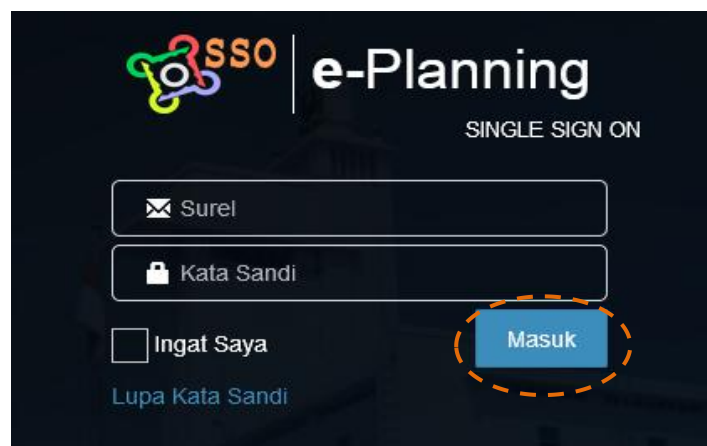 SSO
e-Planning
SINGLE SIGN ON
Surel
Kata Sandi
Ingat Saya
Masuk
Lupa Kata Sandi